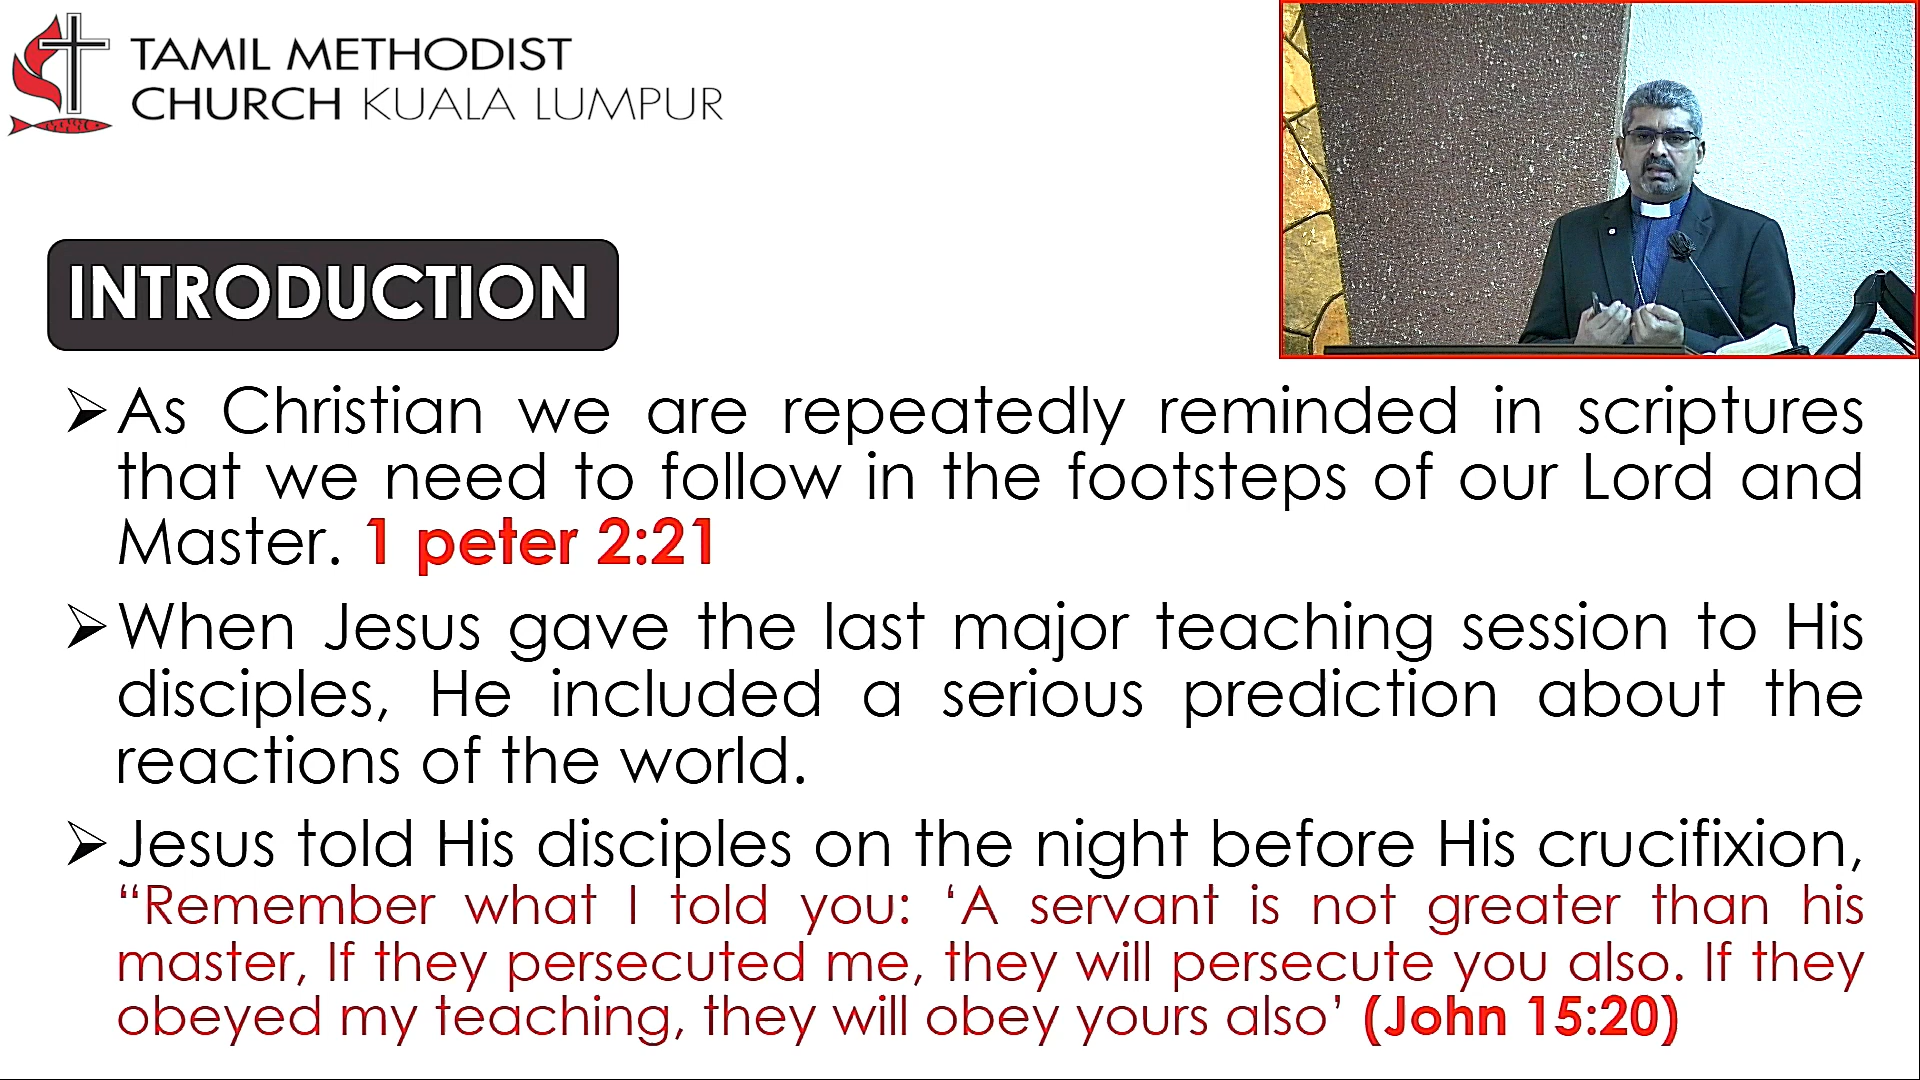 TAMIL METHODIST
CHURCH KUALA LUMPUR
INTRODUCTION
As Christian we are repeatedly reminded in scriptures
that we need to follow in the footsteps of our Lord and
Master. 1 peter 2:21
When Jesus gave the last major teaching session to His
disciples, He included a serious prediction about the
reactions of the world.
Jesus told His disciples on the night before His crucifixion,
“Remember what I told you: ‘A servant is not greater than his
master, If they persecuted me, they will persecute you also. If they
obeyed my teaching, they will obey yours also’ (John 15:20)